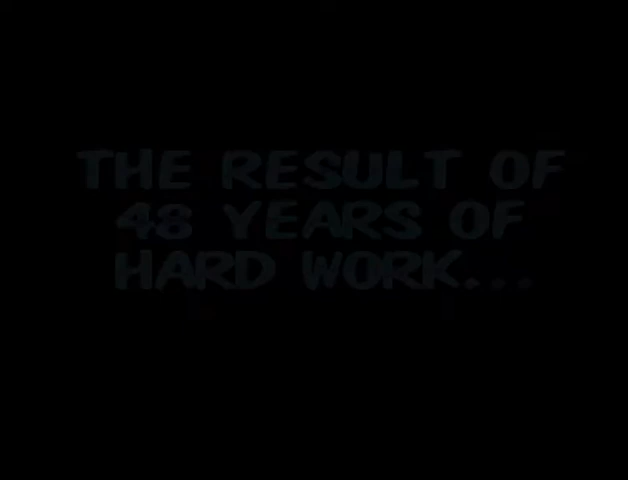 THE RESULT OF
48 YEARS OF
HARD WORK...